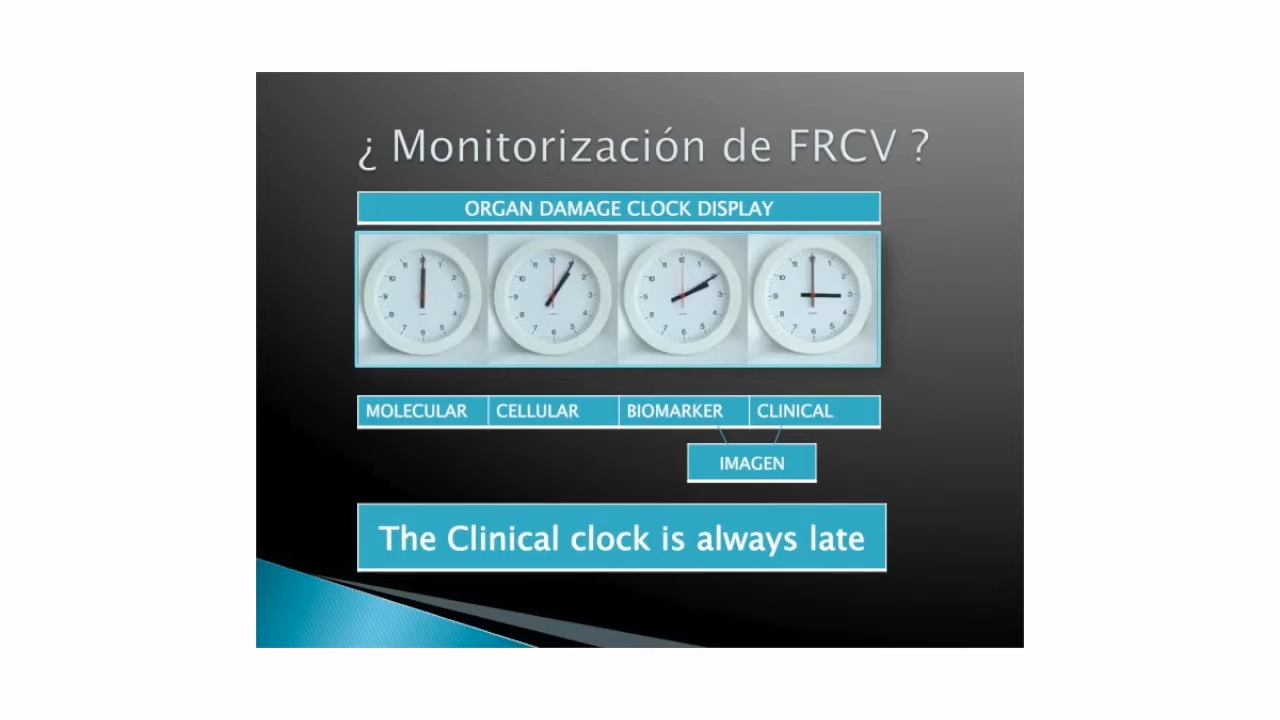 ¿ Monitorización de FRCV ?
ORGAN DAMAGE CLOCK DISPLAY
MOLECULAR CELLULAR BIOMARKER CLINICAL
IMAGEN
The Clinical clock is always late